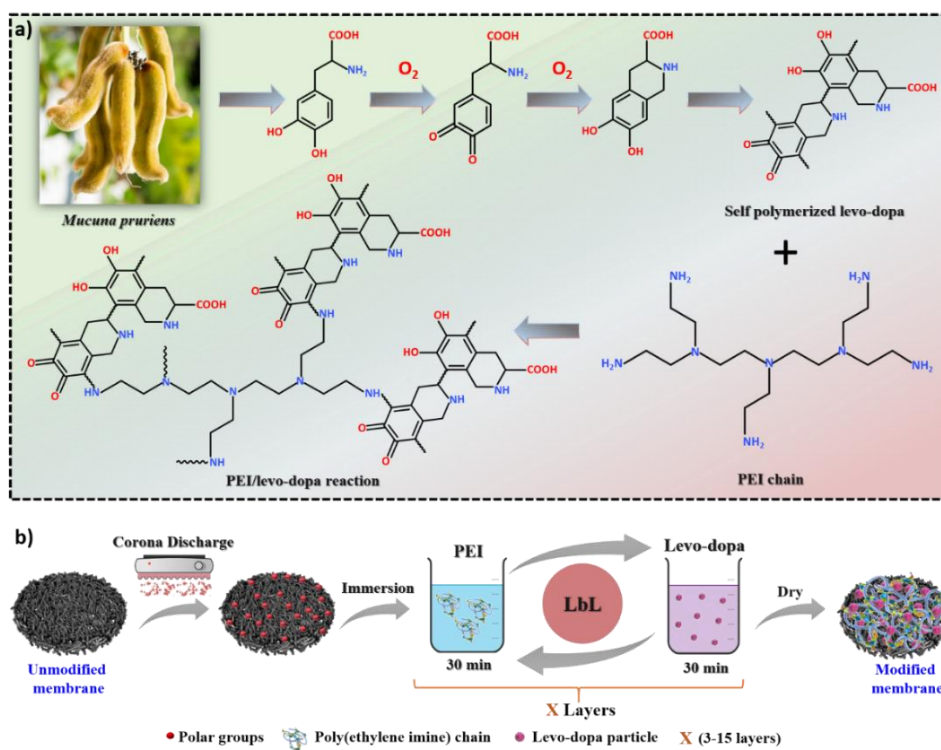 a)
COOH
NH2
HO
OH
O2
COOH
NH2
O
O
O2
COOH
NH
HO
OH
OH
HO
COOH
NH
NH
O
O
Mucuna pruriens
Self polymerized levo-dopa
+
OH
HO
COOH
NH
NH
O
O
HN
OH
HO
COOH
NH
NH
O
O
NH
OH
HO
COOH
NH
NH
O
O
NH
N
N
N
NH
PEI/levo-dopa reaction
NH2
H2N
N
N
N
H2N
NH2
NH2
PEI chain
b)
Corona Discharge
Unmodified
membrane
Immersion
PEI
30 min
LbL
Levo-dopa
30 min
Dry
Modified
membrane
X Layers
Polar groups
Poly(ethylene imine) chain
Levo-dopa particle
X (3-15 layers)